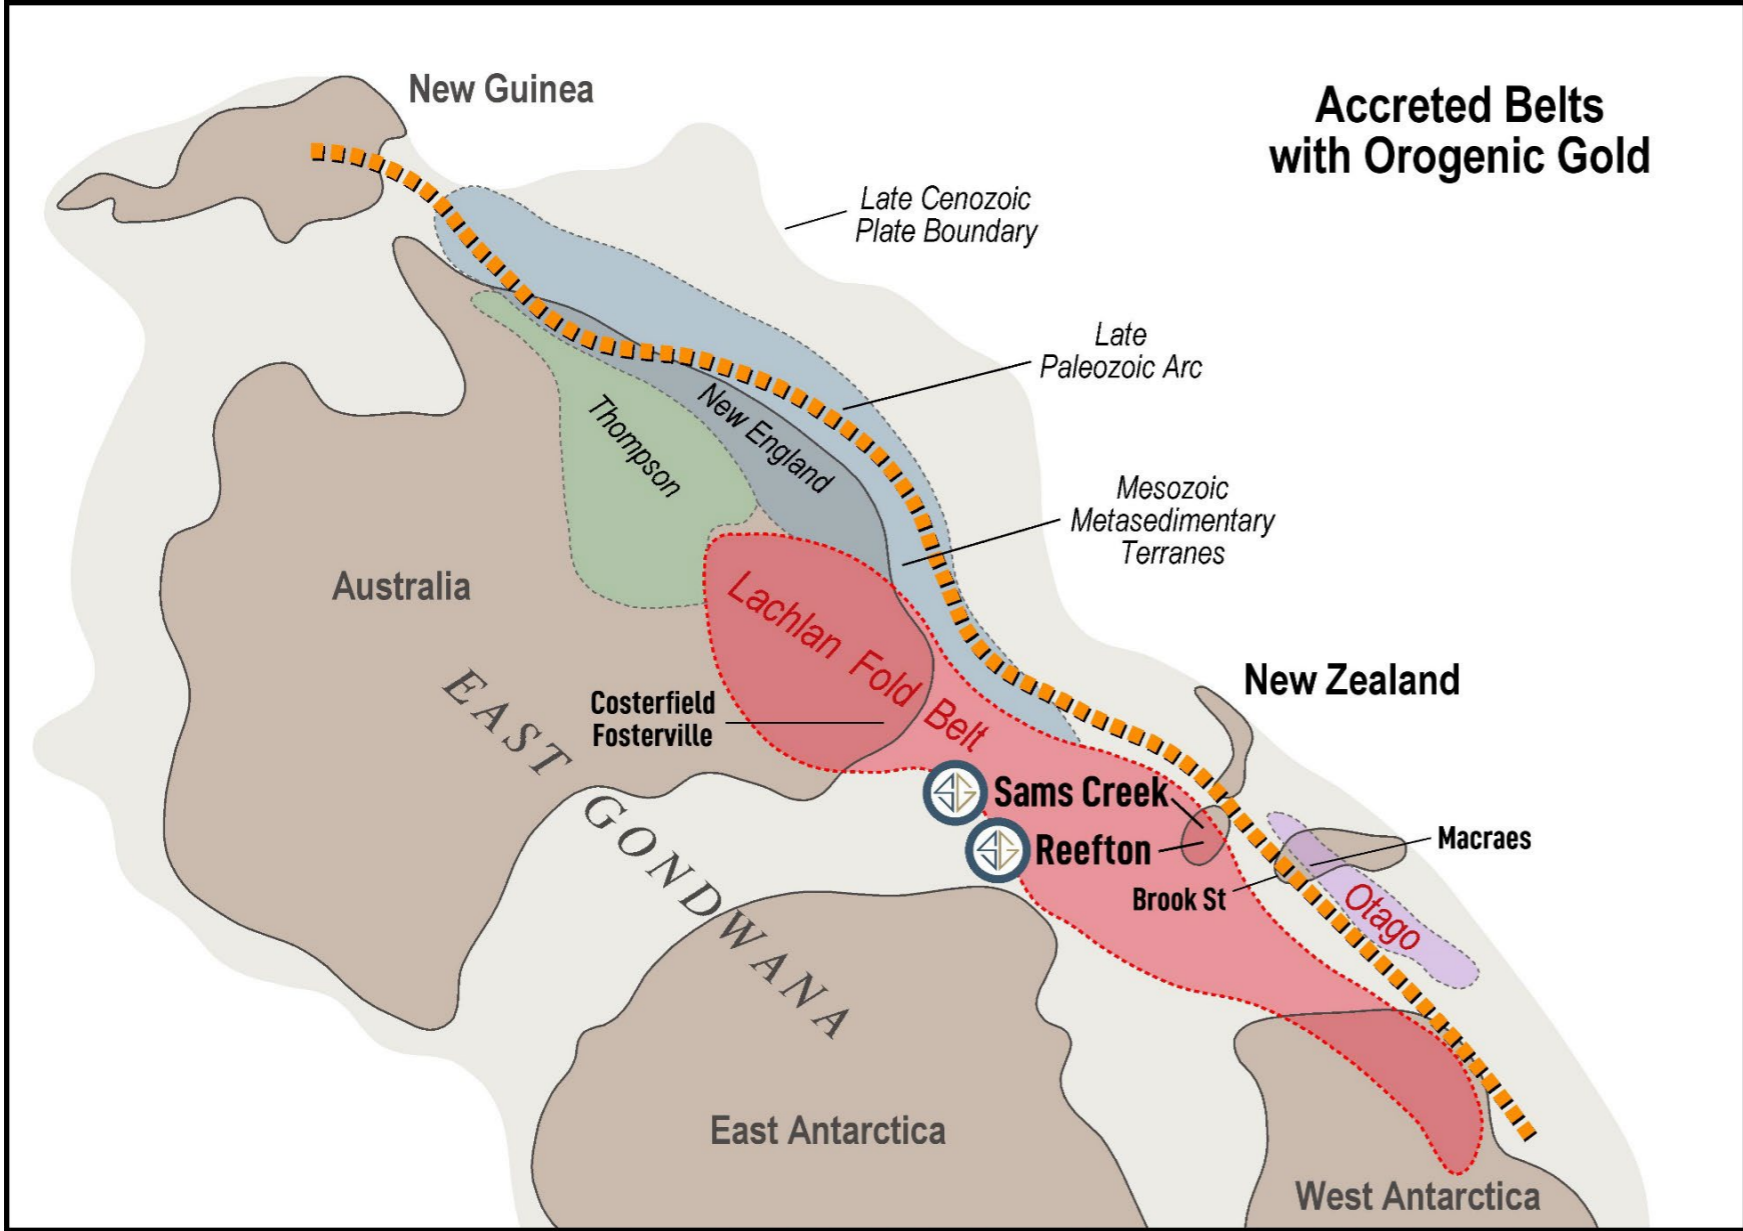 Accreted Belts
with Orogenic Gold
New Guinea
Late Cenozoic
Plate Boundary
Late
Paleozoic Arc
New England
Thompson
Mesozoic
Metasedimentary
Terranes
Australia
Lachlan Fold Belt
New Zealand
Costerfield
Fosterville
EAST GONDWANA
SG Sams Creek
SG Reefton
Macraes
Brook St
Otago
East Antarctica
West Antarctica